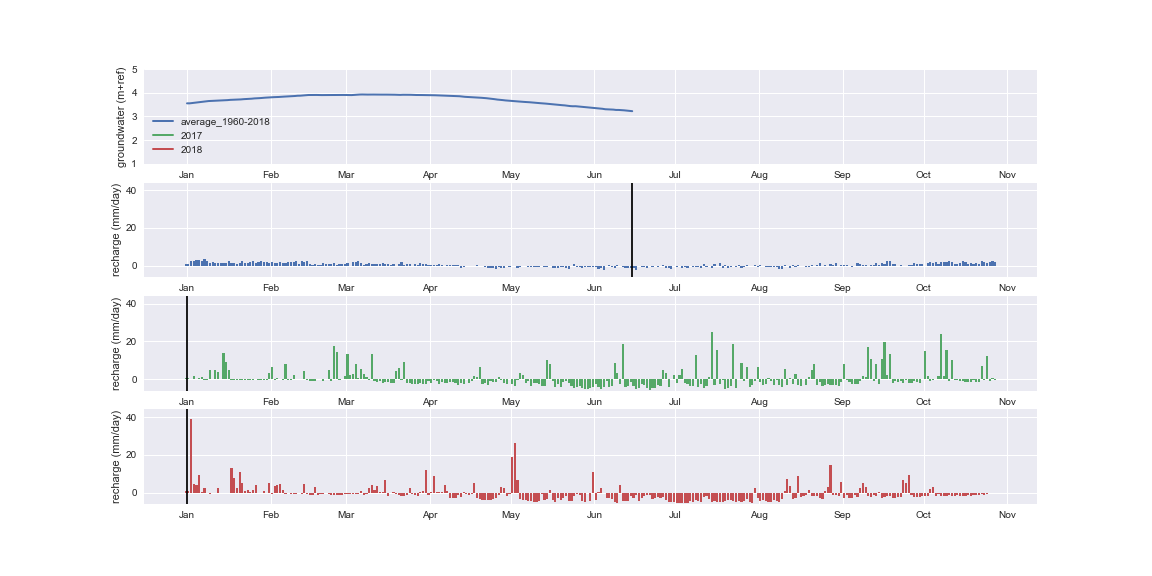 groundwater (m+ref)
5
4
3
2
1
average_1960-2018
2017
2018
Jan Feb Mar Apr May Jun Jul Aug Sep Oct Nov
recharge (mm/day)
40
20
0
Jan Feb Mar Apr May Jun Jul Aug Sep Oct Nov
recharge (mm/day)
40
20
0
Jan Feb Mar Apr May Jun Jul Aug Sep Oct Nov
recharge (mm/day)
40
20
0
Jan Feb Mar Apr May Jun Jul Aug Sep Oct Nov